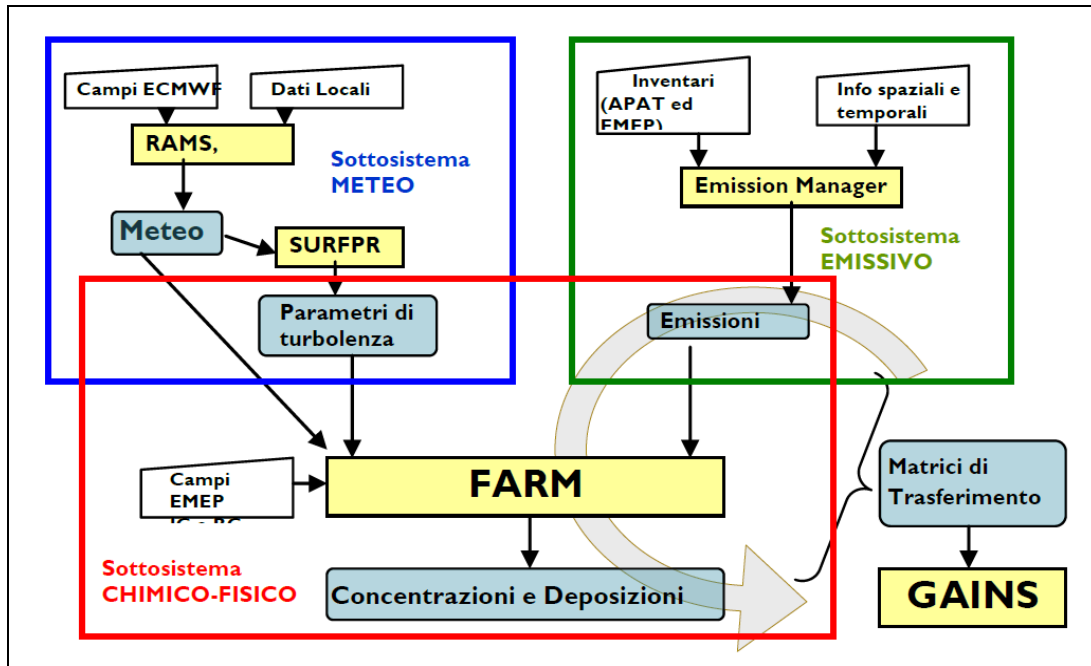 Campi ECMWF
Dati Locali
RAMS,
Sottosistema
METEO
Meteo
SURFPR
Parametri di
turbolenza
Inventari
(APAT ed
EMEP)
Info spaziali e
temporali
Emission Manager
Sottosistema
EMISSIVO
Emissioni
Campi
EMEP
FARM
Sottosistema
CHIMICO-FISICO
Concentrazioni e Deposizioni
Matrici di
Trasferimento
GAINS